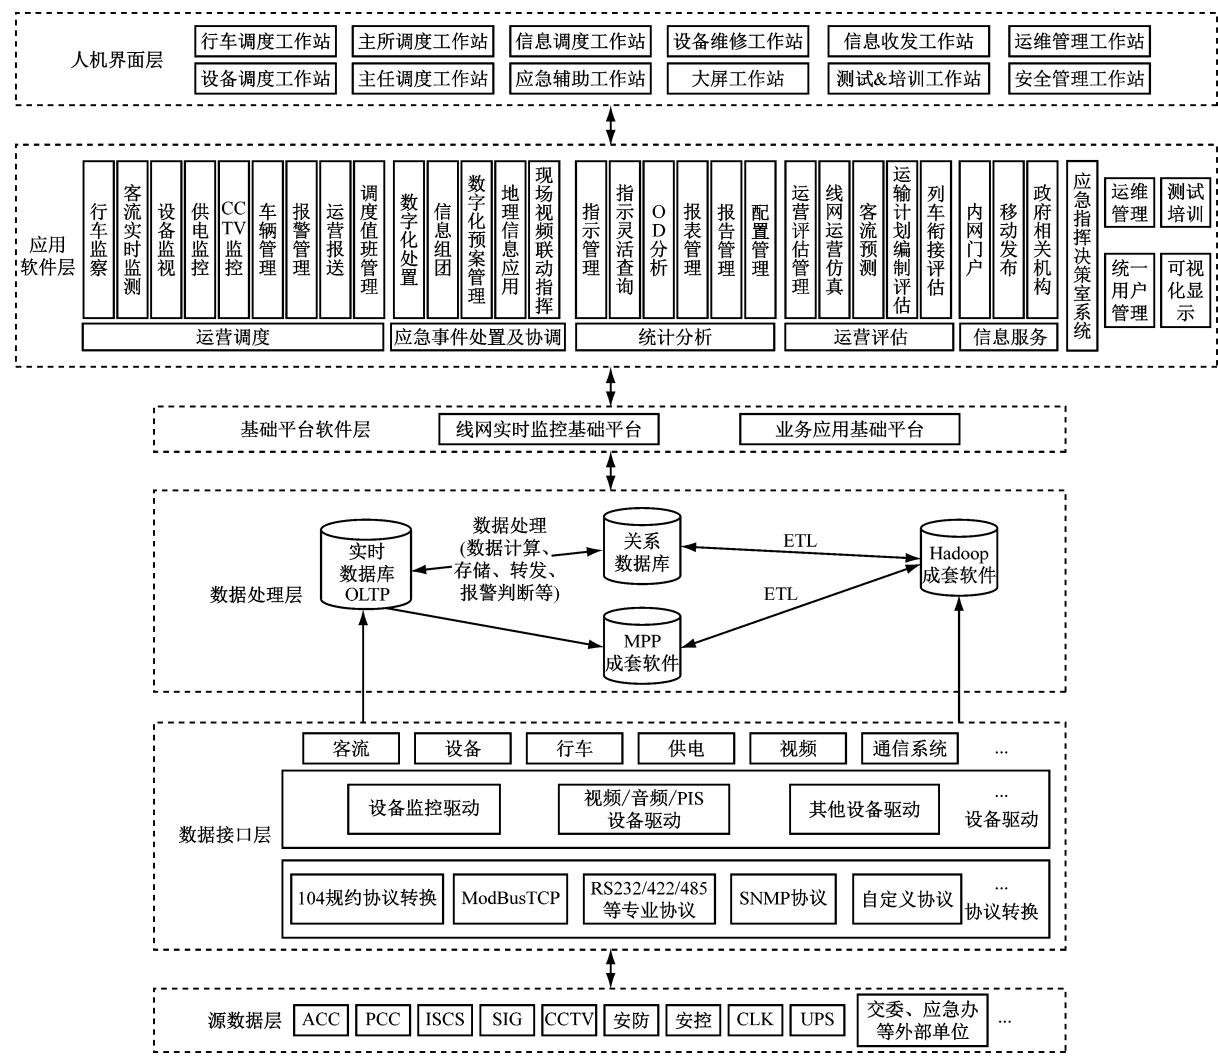 人机界面层
行车调度工作站
主所调度工作站
信息调度工作站
设备维修工作站
信息收发工作站
运维管理工作站
设备调度工作站
主任调度工作站
应急辅助工作站
大屏工作站
测试&培训工作站
安全管理工作站
应用
软件层
行车监察
客流实时监测
设备监视
供电监控
CCTV监控
车辆管理
报警管理
运营报送
调度值班管理
运营调度
数字化处置
信息组团
数字化预案管理
地理信息应用
现场视频联动指挥
应急事件处置及协调
指示管理
指示灵活查询
OD分析
报表管理
报告管理
配置管理
统计分析
运营评估管理
线网运营仿真
客流预测
运输计划编制评估
列车衔接评估
运营评估
内网门户
移动发布
政府相关机构
信息服务
应急指挥决策室系统
运维
管理
测试
培训
统一
用户
管理
可视
化显
示
基础平台软件层
线网实时监控基础平台
业务应用基础平台
数据处理层
实时
数据库
OLTP
数据处理
(数据计算、
存储、转发、
报警判断等)
关系
数据库
ETL
Hadoop
成套软件
ETL
MPP
成套软件
数据接口层
客流
设备
行车
供电
视频
通信系统
...
设备监控驱动
视频/音频/PIS
设备驱动
其他设备驱动
...
设备驱动
104规约协议转换
ModBusTCP
RS232/422/485
等专业协议
SNMP协议
自定义协议
...
协议转换
源数据层
ACC
PCC
ISCS
SIG
CCTV
安防
安控
CLK
UPS
交委、应急办
等外部单位
...